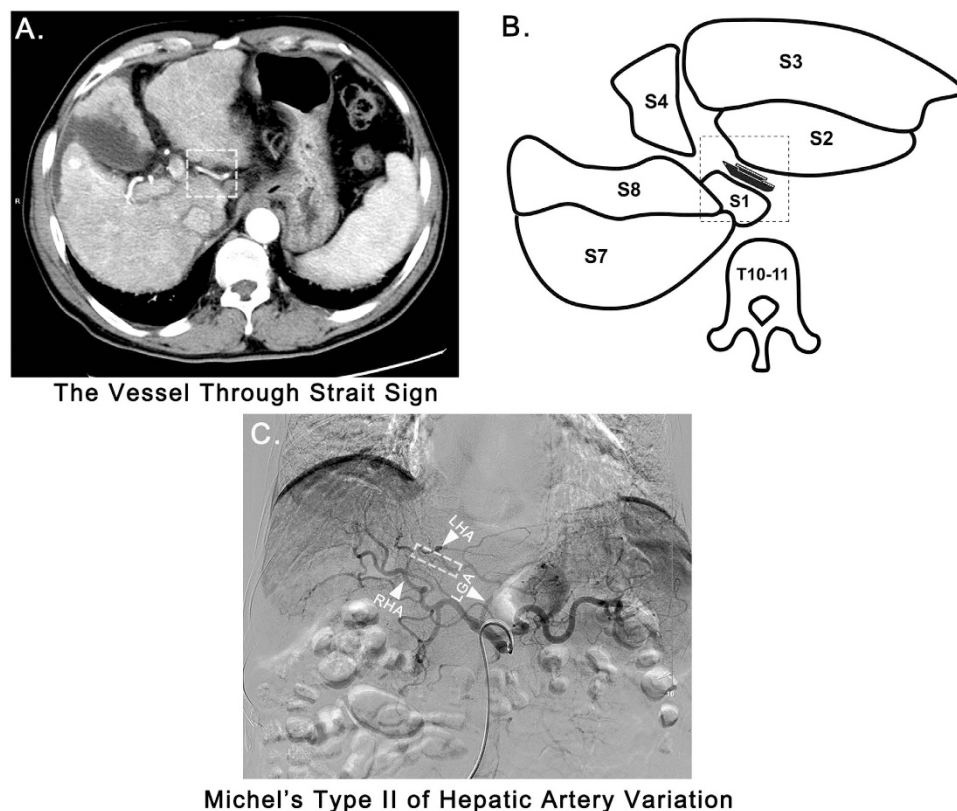 A.
R
The Vessel Through Strait Sign
B.
S3
S4
S2
S8
S1
S7
T10-11
C.
LHA
LGA
RHA
Michel's Type II of Hepatic Artery Variation